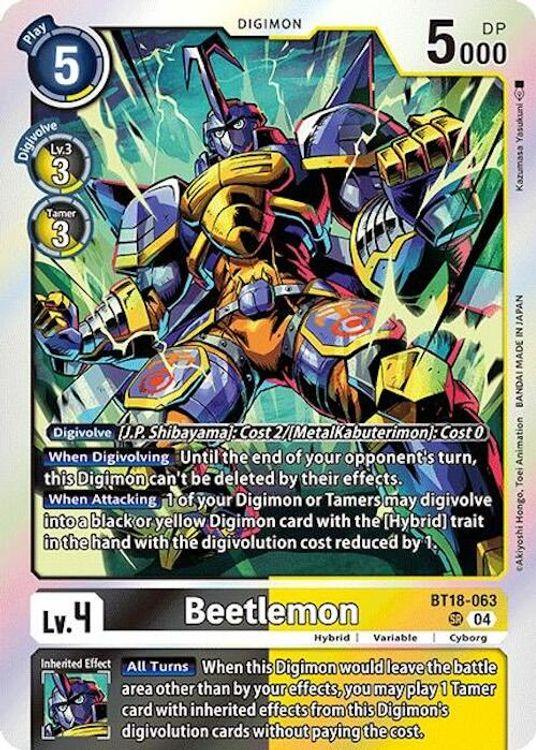 DIGIMON
Play
5
DP
5000
Digivolve
Lv.3
3
Tamer
3
Kazumasa Yasukuni
©Akiyoshi Hongo, Toei Animation BANDAI MADE IN JAPAN
Digivolve [J.P. Shibayama]: Cost 2/[MetalKabuterimon]: Cost 0
When Digivolving Until the end of your opponent's turn,
this Digimon can't be deleted by their effects.
When Attacking 1 of your Digimon or Tamers may digivolve
into a black or yellow Digimon card with the [Hybrid] trait
in the hand with the digivolution cost reduced by 1.
Lv.4
Beetlemon
BT18-063
SR 04
Hybrid | Variable | Cyborg
Inherited Effect
All Turns When this Digimon would leave the battle
area other than by your effects, you may play 1 Tamer
card with inherited effects from this Digimon's
digivolution cards without paying the cost.